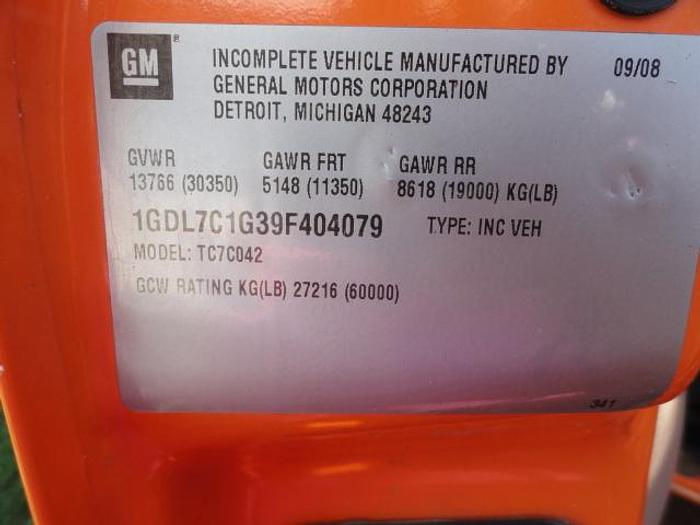 GM ®
INCOMPLETE VEHICLE MANUFACTURED BY 09/08
GENERAL MOTORS CORPORATION
DETROIT, MICHIGAN 48243
GVWR GAWR FRT GAWR RR
13766 (30350) 5148 (11350) 8618 (19000) KG(LB)
1GDL7C1G39F404079 TYPE: INC VEH
MODEL: TC7C042
GCW RATING KG(LB) 27216 (60000)
341